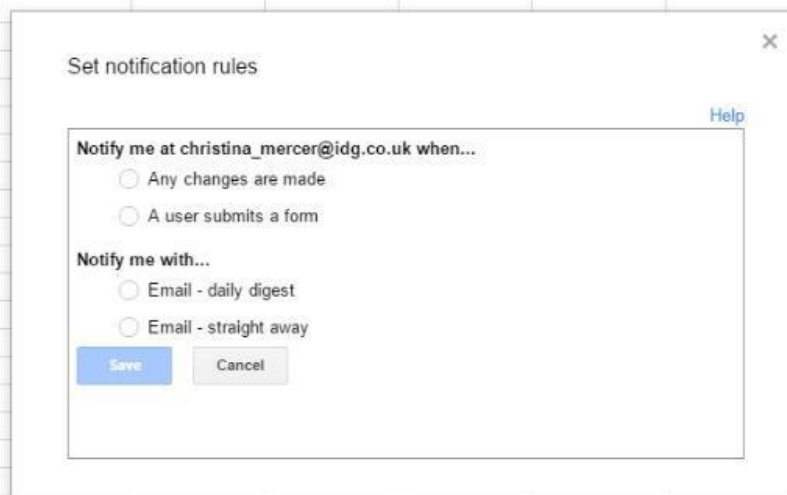 Set notification rules
Help
Notify me at christina_mercer@idg.co.uk when...
Any changes are made
A user submits a form
Notify me with...
Email - daily digest
Email - straight away
Save Cancel